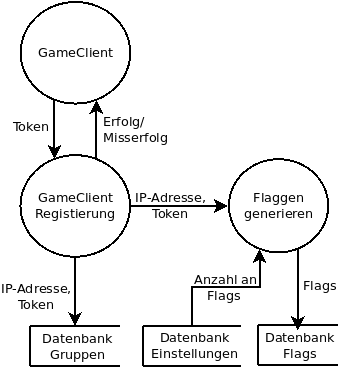 GameClient
Token
Erfolg/
Misserfolg
GameClient
Registierung
IP-Adresse,
Token
Flaggen
generieren
IP-Adresse,
Token
Anzahl an
Flags
Flags
Datenbank
Gruppen
Datenbank
Einstellungen
Datenbank
Flags